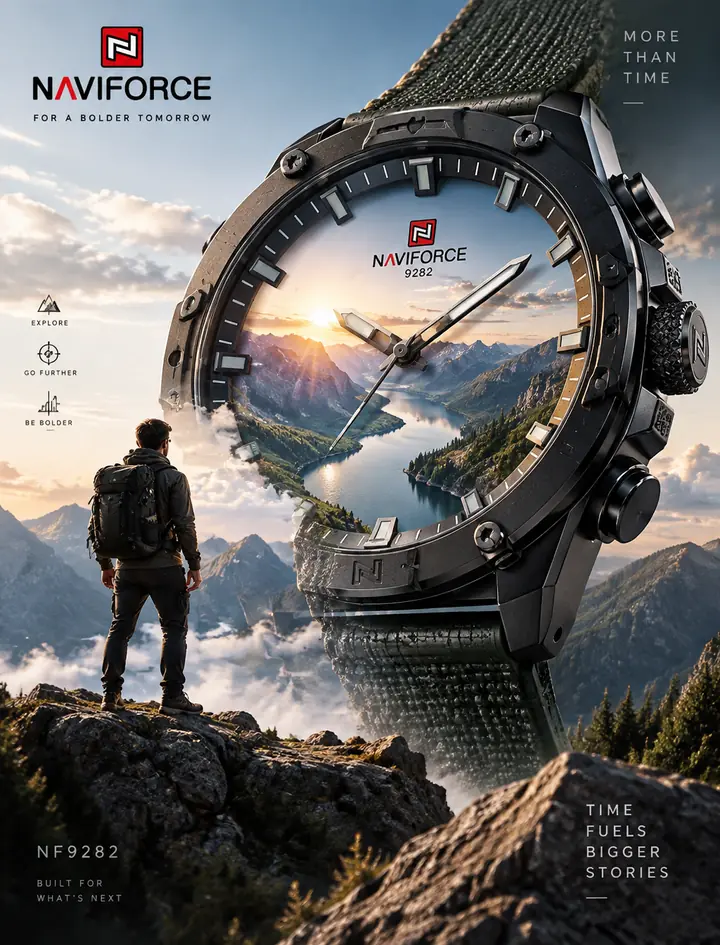 NAVIFORCE
FOR A BOLDER TOMORROW
MORE
THAN
TIME
NAVIFORCE
9282
EXPLORE
GO FURTHER
BE BOLDER
NF9282
BUILT FOR
WHAT'S NEXT
TIME
FUELS
BIGGER
STORIES